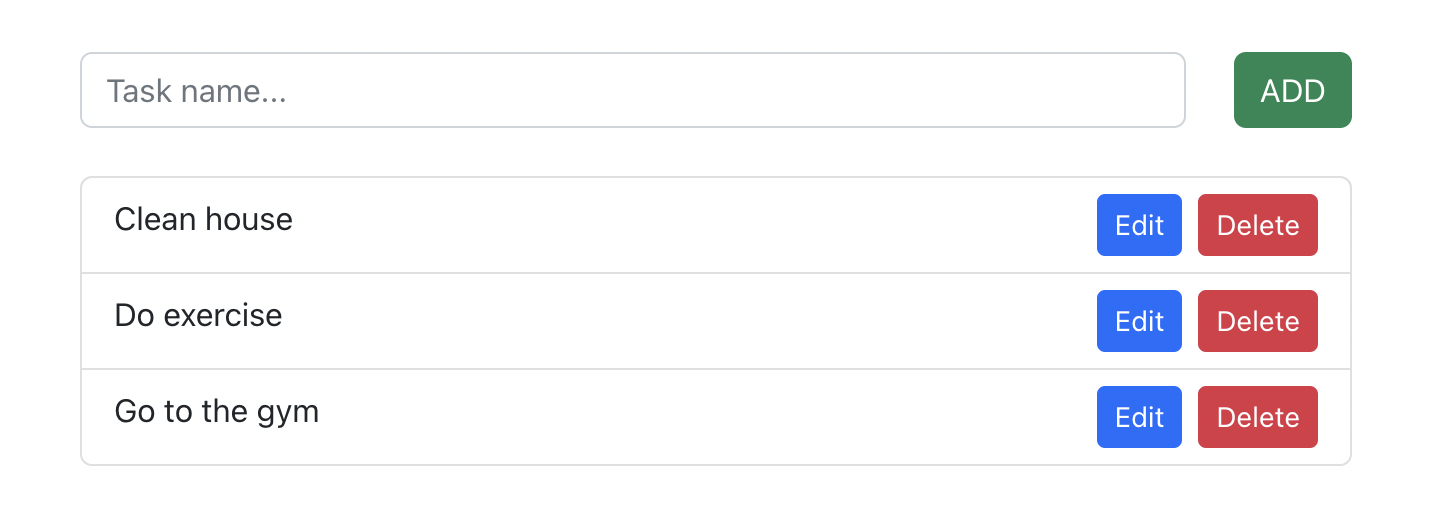 Task name... ADD
Clean house Edit Delete
Do exercise Edit Delete
Go to the gym Edit Delete